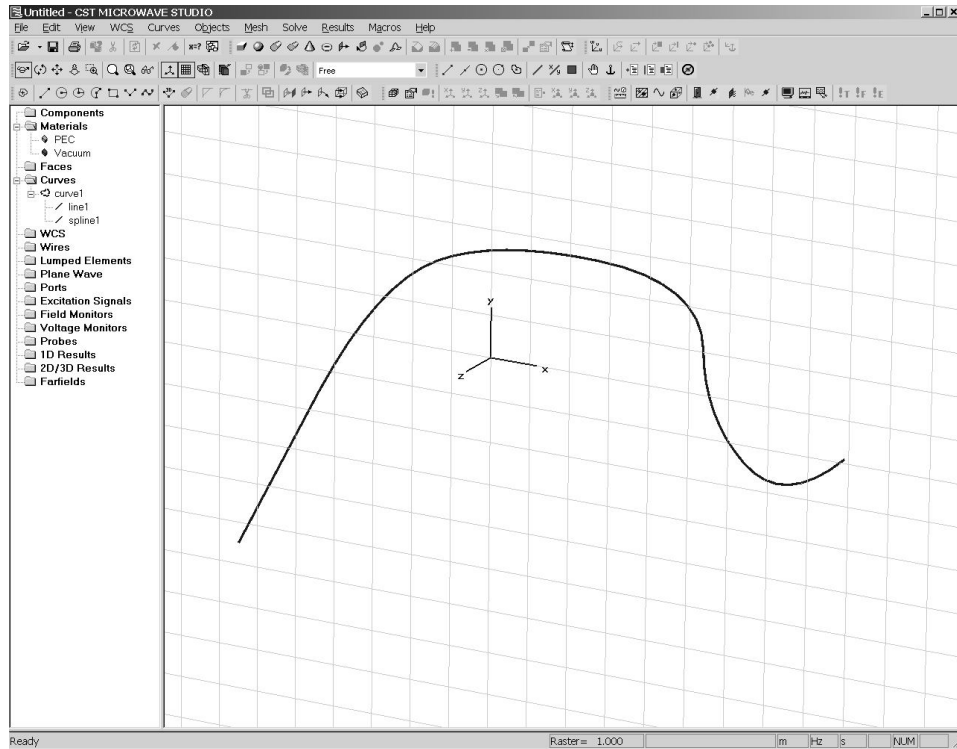 Untitled - CST MICROWAVE STUDIO
File Edit View WCS Curves Objects Mesh Solve Results Macros Help
Free
Components
Materials
PEC
Vacuum
Faces
Curves
curve1
line1
spline1
WCS
Wires
Lumped Elements
Plane Wave
Ports
Excitation Signals
Field Monitors
Voltage Monitors
Probes
1D Results
2D/3D Results
Farfields
y
x
z
Ready Raster= 1.000 m Hz s NUM